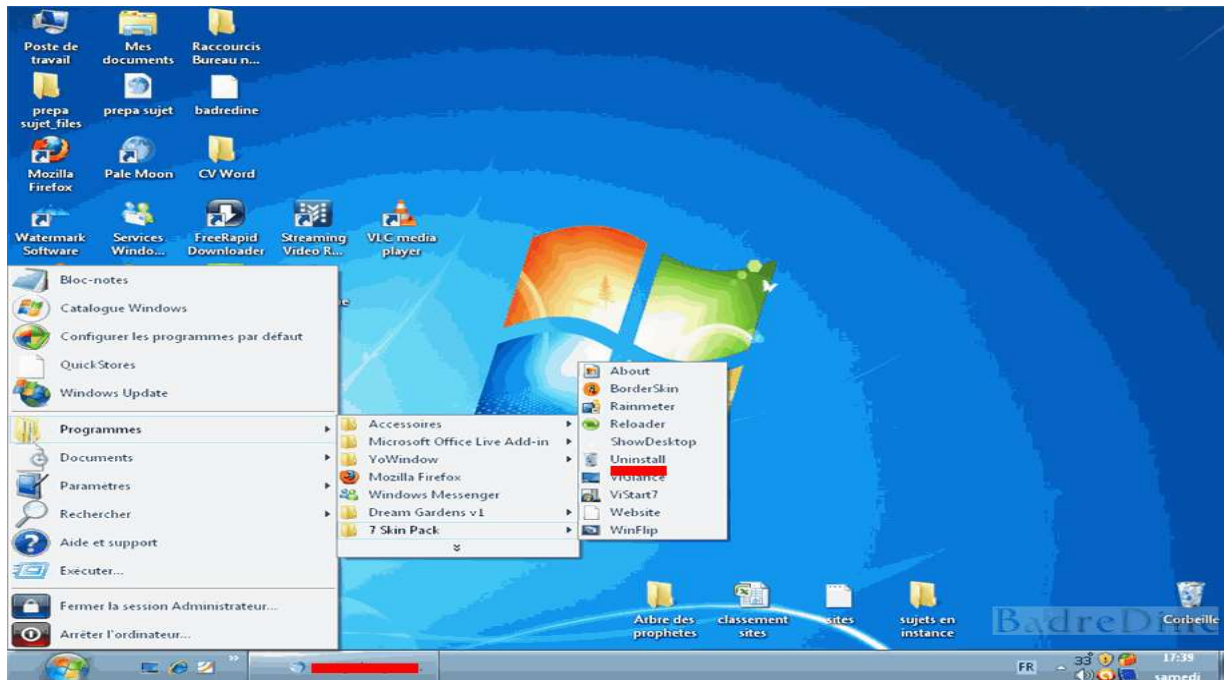 Poste de travail
Mes documents
Raccourcis Bureau n...
prepa sujet_files
prepa sujet
badredine
Mozilla Firefox
Pale Moon
CV Word
Watermark Software
Services Windo...
FreeRapid Downloader
Streaming Video R...
VLC media player
Bloc-notes
Catalogue Windows
Configurer les programmes par défaut
QuickStores
Windows Update
Programmes
Documents
Paramètres
Rechercher
Aide et support
Exécuter...
Fermer la session Administrateur...
Arrêter l'ordinateur...
Accessoires
Microsoft Office Live Add-in
YoWindow
Mozilla Firefox
Windows Messenger
Dream Gardens v1
7 Skin Pack
About
BorderSkin
Rainmeter
Reloader
ShowDesktop
Uninstall
ViGlance
ViStart7
Website
WinFlip
Arbre des prophetes
classement sites
sites
sujets en instance
BadreDine
Corbeille
FR
33°
17:39
samedi